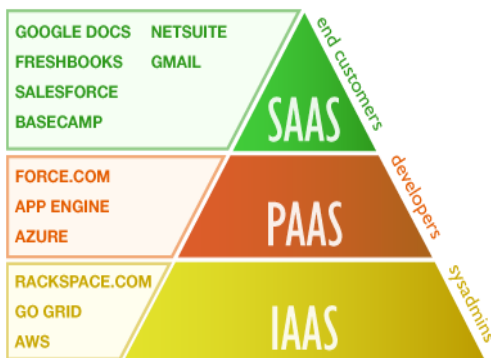 GOOGLE DOCS NETSUITE
FRESHBOOKS GMAIL
SALESFORCE
BASECAMP
SAAS
end customers
FORCE.COM
APP ENGINE
AZURE
PAAS
developers
RACKSPACE.COM
GO GRID
AWS
IAAS
sysadmins